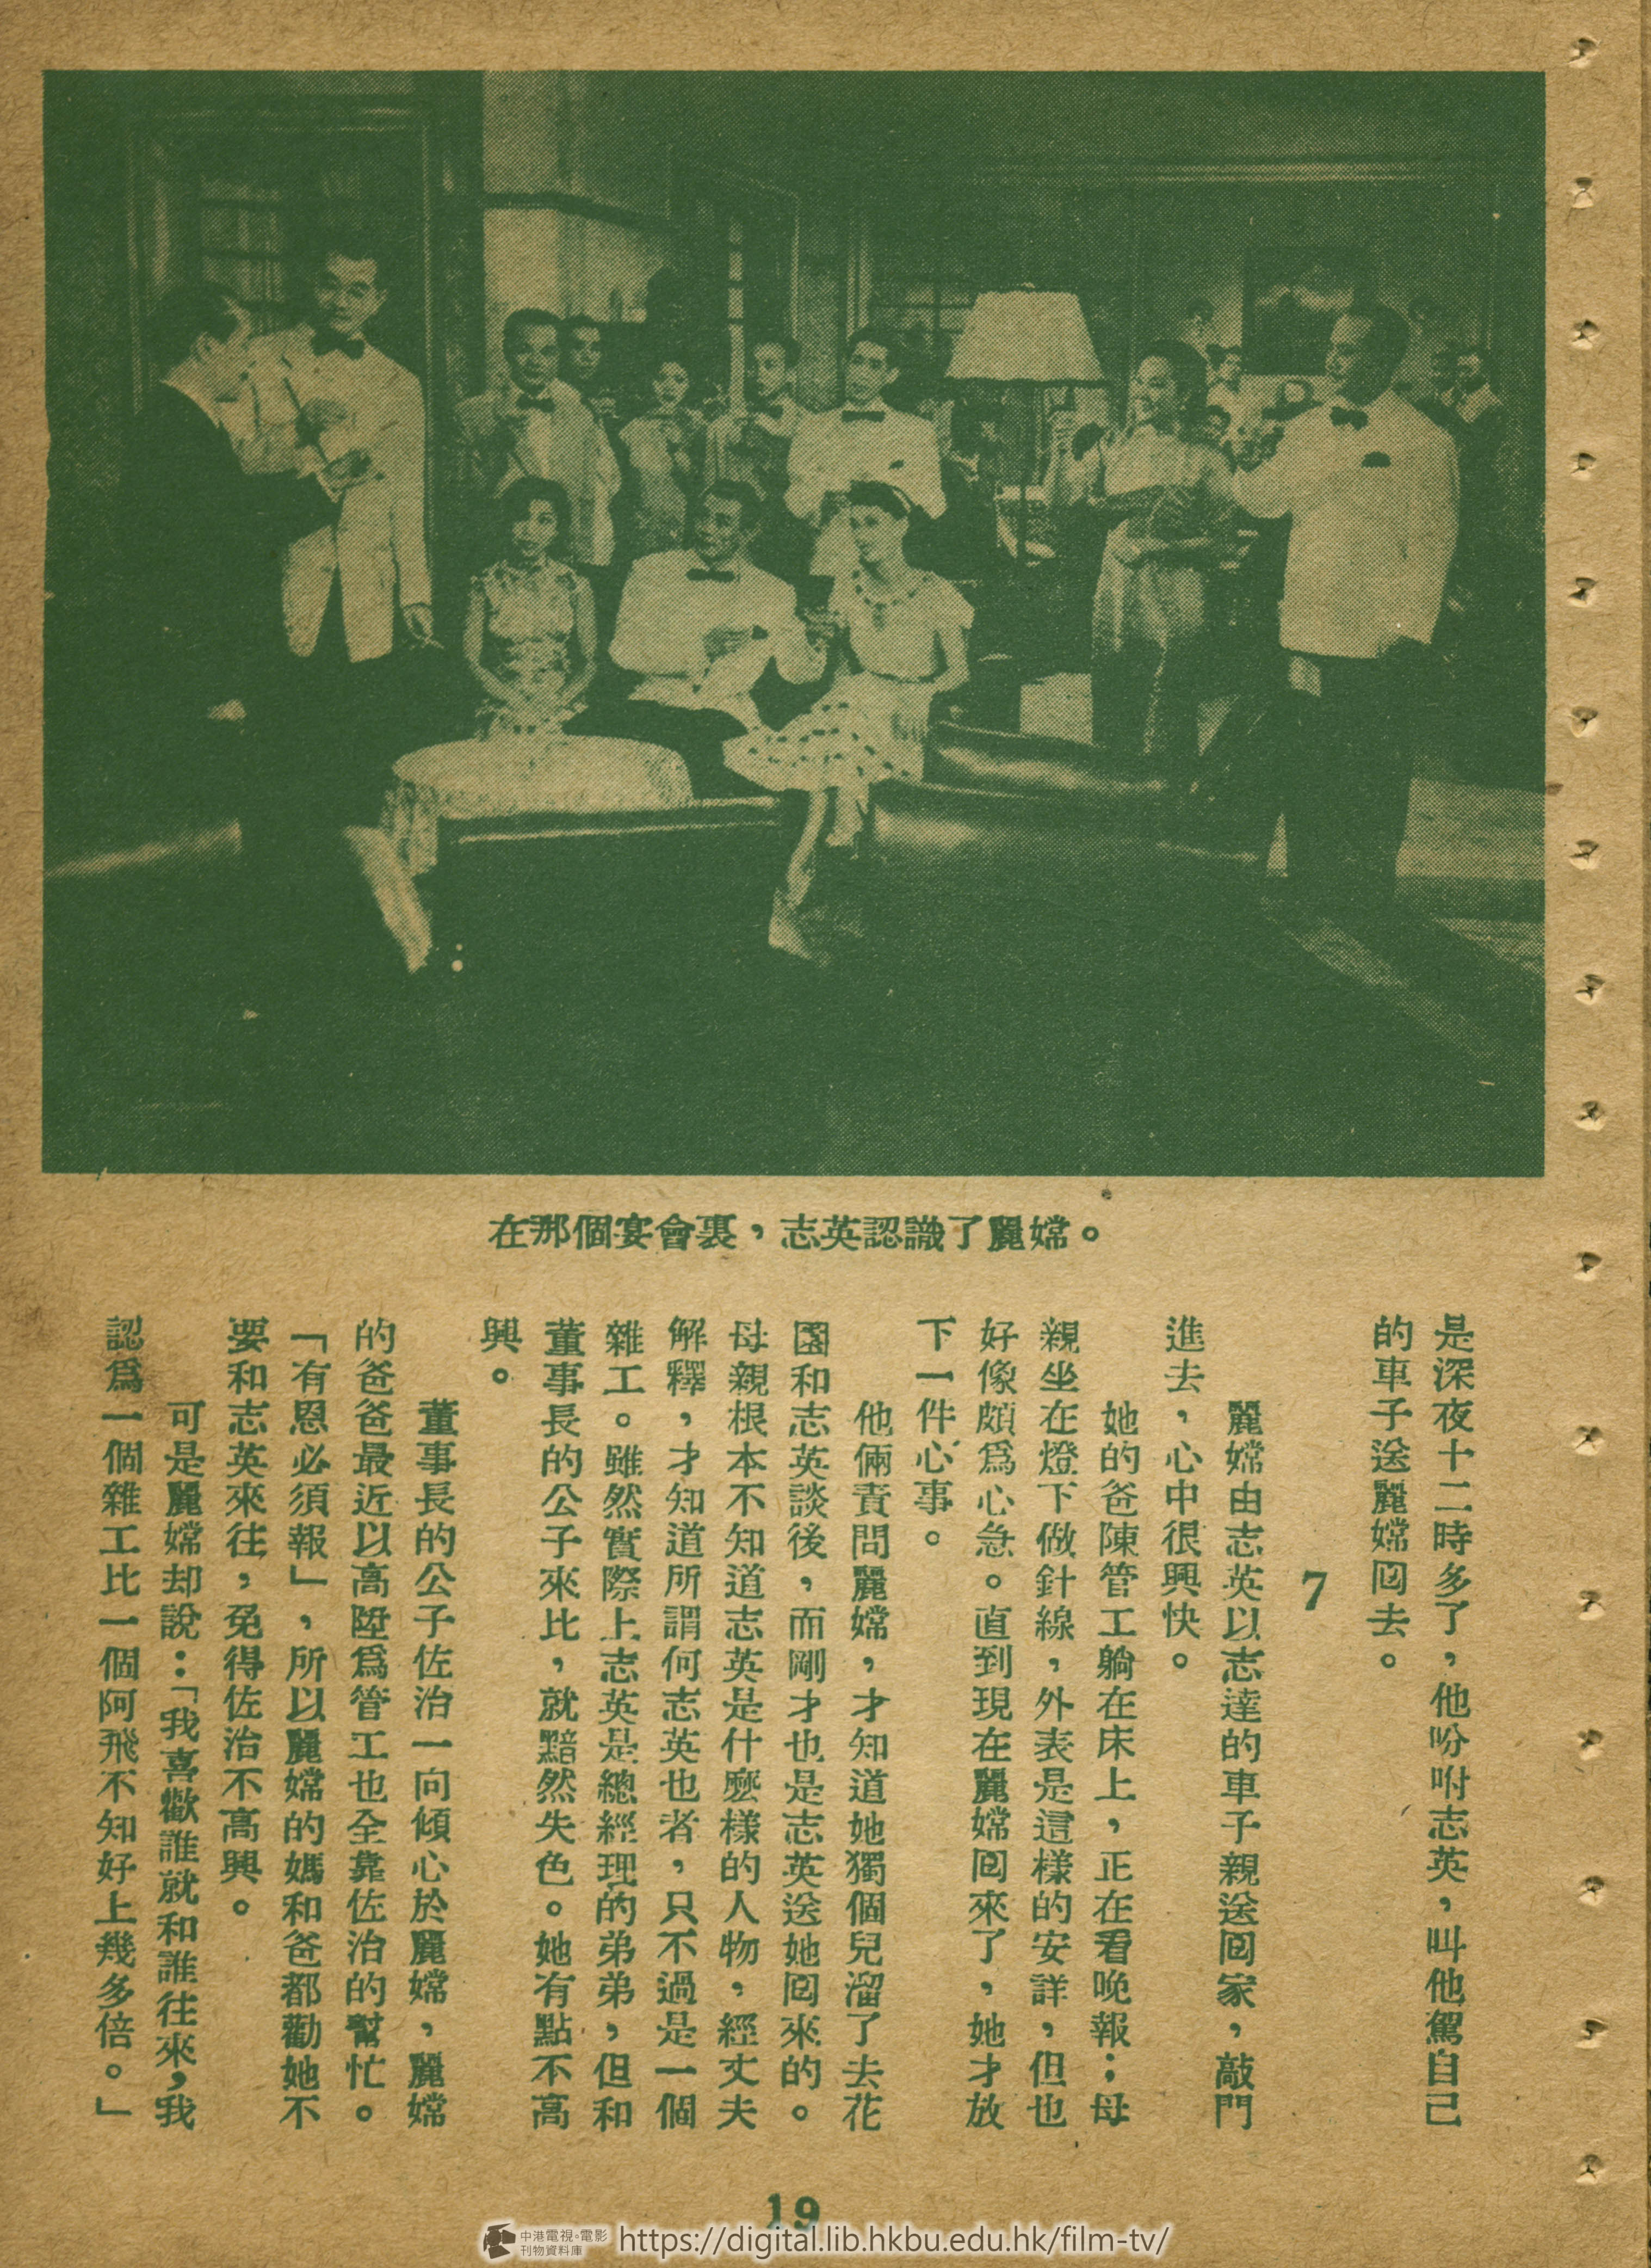 在那個宴會裏，志英認識了麗嫦。
是深夜十二時多了，他吩咐志英，叫他駕自己
的車子送麗嫦囘去。
7
麗嫦由志英以志達的車子親送囘家，敲門
進去，心中很興快。
她的爸陳管工躺在床上，正在看晚報；母
親坐在燈下做針線，外表是這樣的安詳，但也
好像頗爲心急。直到現在麗嫦囘來了，她才放
下一件心事。
他倆責問麗嫦，才知道她獨個兒溜了去花
園和志英談後，而剛才也是志英送她囘來的。
母親根本不知道志英是什麽樣的人物，經丈夫
解釋，才知道所謂何志英也者，只不過是一個
雜工。雖然實際上志英是總經理的弟弟，但和
董事長的公子來比，就黯然失色。她有點不高
興。
董事長的公子佐治一向傾心於麗嫦，麗嫦
的爸爸最近以高陞爲管工也全靠佐治的幫忙。
「有恩必須報」，所以麗嫦的媽和爸都勸她不
要和志英來往，免得佐治不高興。
可是麗嫦却說：「我喜歡誰就和誰往來，我
認爲一個雜工比一個阿飛不知好上幾多倍。」
19
中港電視·電影
刊物資料庫
https://digital.lib.hkbu.edu.hk/film-tv/